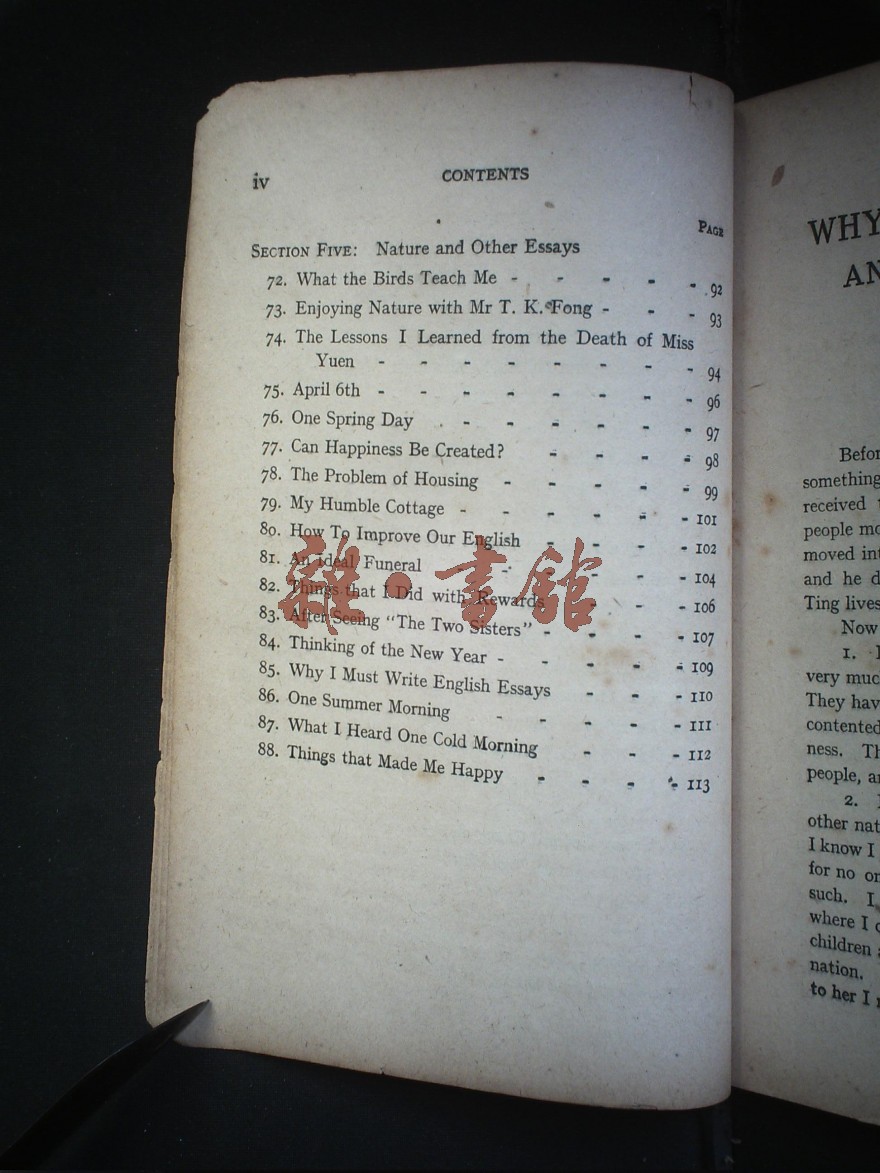 iv
CONTENTS
PAGE
SECTION FIVE: Nature and Other Essays
72. What the Birds Teach Me - - - - - 92
73. Enjoying Nature with Mr T. K. Fong - - - 93
74. The Lessons I Learned from the Death of Miss
Yuen - - - - - - - - 94
75. April 6th - - - - - - - - 96
76. One Spring Day - - - - - - 97
77. Can Happiness Be Created? - - - - 98
78. The Problem of Housing - - - - - 99
79. My Humble Cottage - - - - - - 101
80. How To Improve Our English - - - - 102
81. An Ideal Funeral - - - - - 104
82. Things that I Did with Rewards - - - 106
83. After Seeing "The Two Sisters" - - - - 107
84. Thinking of the New Year - - - - - 109
85. Why I Must Write English Essays - - - 110
86. One Summer Morning - - - - - 111
87. What I Heard One Cold Morning - - - 112
88. Things that Made Me Happy - - - - 113
雜·書館
WHY
AN
Befor
something
received
people mo
moved int
and he d
Ting lives
Now
1.
very muc
They hav
contented
ness. Th
people, a
2.
other nat
I know I
for no or
such. I
where I
children
nation.
to her I